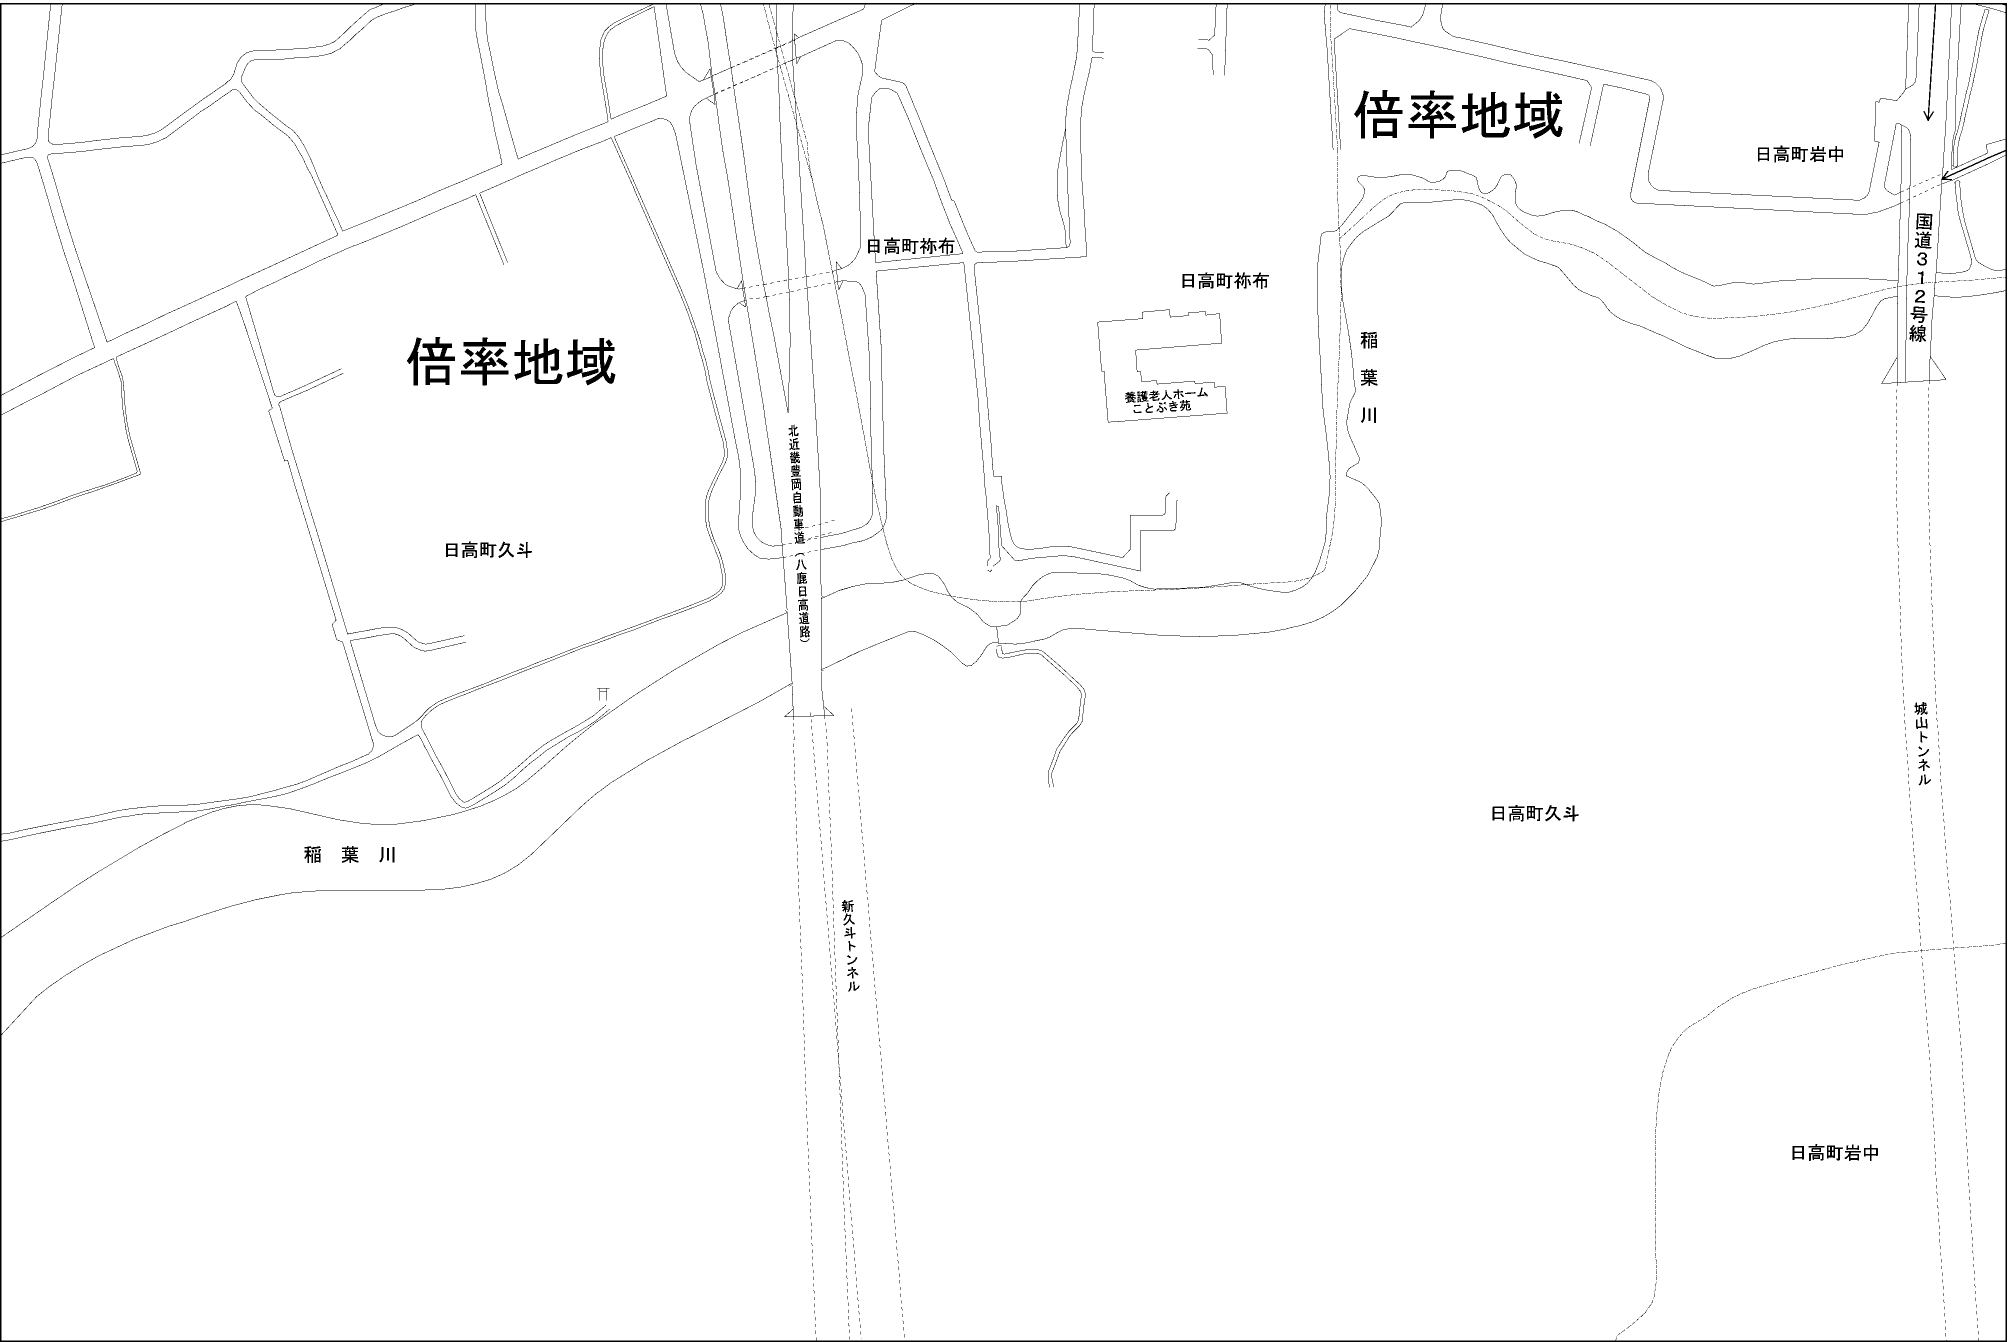 倍率地域
日高町岩中
国道312号線
日高町祢布
日高町祢布
倍率地域
稲葉川
養護老人ホーム
ことぶき苑
北近畿豊岡自動車道（八鹿日高道路）
日高町久斗
城山トンネル
日高町久斗
稲葉川
新久斗トンネル
日高町岩中